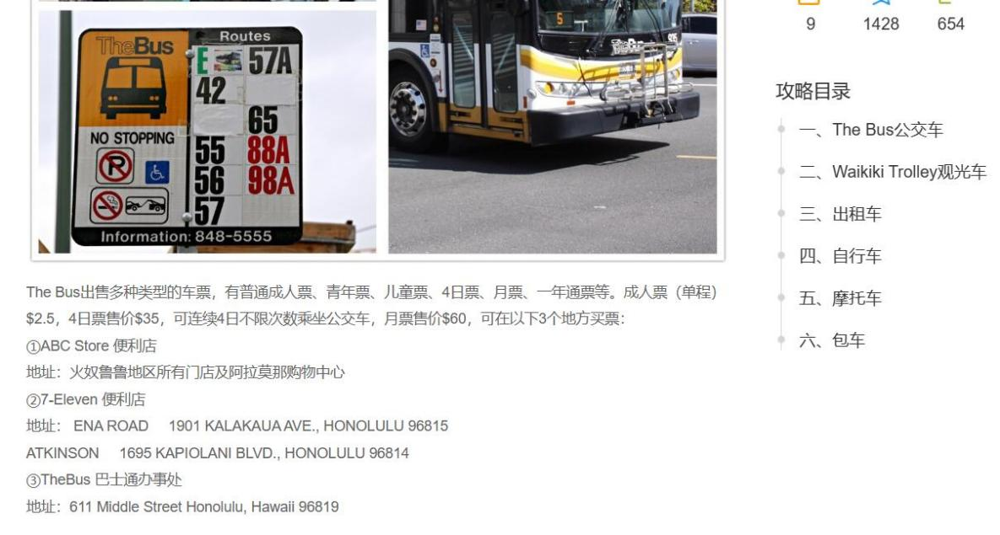 9 1428 654
TheBus
Routes
E 57A
42
65
55 88A
56 98A
57
NO STOPPING
P
Information: 848-5555
5
TheBus
The Bus出售多种类型的车票，有普通成人票、青年票、儿童票、4日票、月票、一年通票等。成人票（单程）
$2.5，4日票售价$35，可连续4日不限次数乘坐公交车，月票售价$60，可在以下3个地方买票：
①ABC Store 便利店
地址：火奴鲁鲁地区所有门店及阿拉莫那购物中心
②7-Eleven 便利店
地址： ENA ROAD 1901 KALAKAUA AVE., HONOLULU 96815
ATKINSON 1695 KAPIOLANI BLVD., HONOLULU 96814
③TheBus 巴士通办事处
地址：611 Middle Street Honolulu, Hawaii 96819
攻略目录
一、The Bus公交车
二、Waikiki Trolley观光车
三、出租车
四、自行车
五、摩托车
六、包车